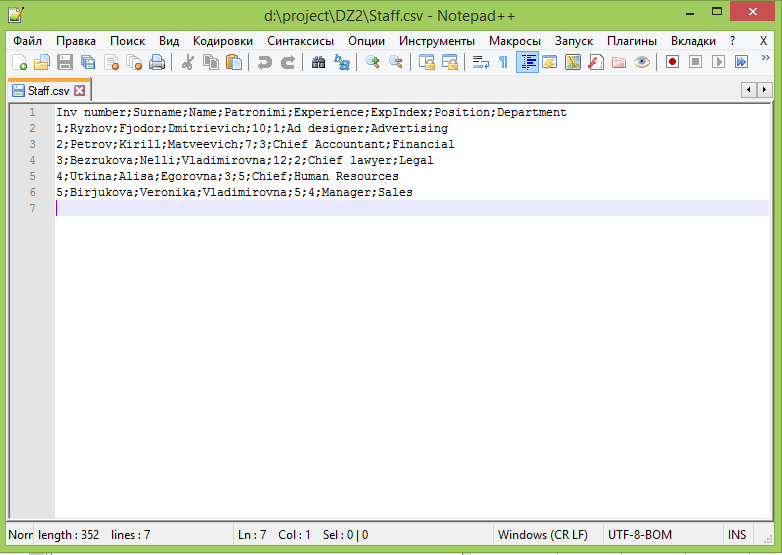 d:\project\DZ2\Staff.csv - Notepad++
Файл Правка Поиск Вид Кодировки Синтаксисы Опции Инструменты Макросы Запуск Плагины Вкладки ? X
Staff.csv
1 Inv number;Surname;Name;Patronimi;Experience;ExpIndex;Position;Department
2 1;Ryzhov;Fjodor;Dmitrievich;10;1;Ad designer;Advertising
3 2;Petrov;Kirill;Matveevich;7;3;Chief Accountant;Financial
4 3;Bezrukova;Nelli;Vladimirovna;12;2;Chief lawyer;Legal
5 4;Utkina;Alisa;Egorovna;3;5;Chief;Human Resources
6 5;Birjukova;Veronika;Vladimirovna;5;4;Manager;Sales
7
Norr length : 352 lines : 7 Ln : 7 Col : 1 Sel : 0 | 0 Windows (CR LF) UTF-8-BOM INS